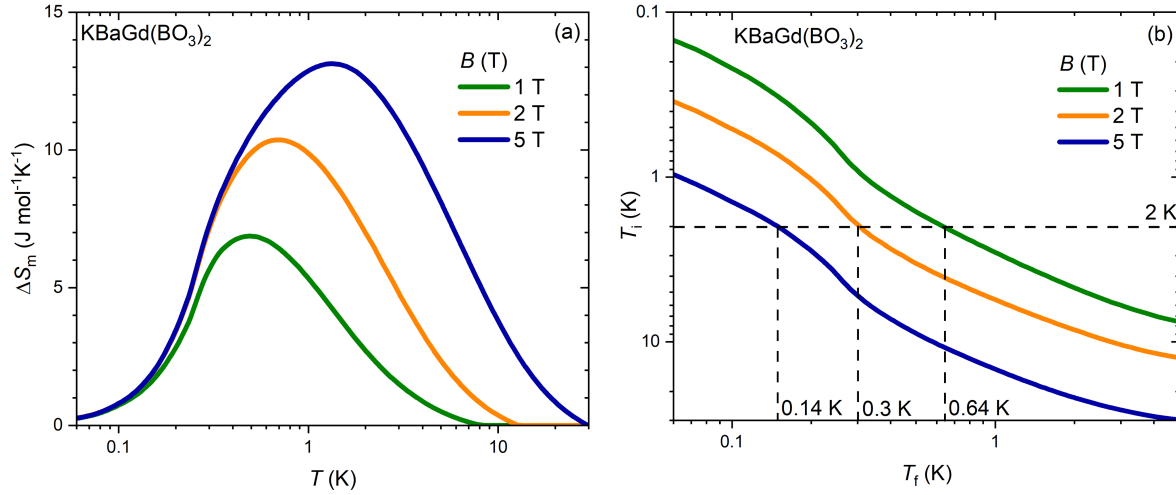 KBaGd(BO₃)₂
(a)
B (T)
1 T
2 T
5 T
15
10
5
0
ΔSₘ (J mol⁻¹K⁻¹)
0.1
1
10
T (K)
KBaGd(BO₃)₂
(b)
B (T)
1 T
2 T
5 T
0.1
1
10
Tᵢ (K)
2 K
0.14 K
0.3 K
0.64 K
0.1
1
T_f (K)